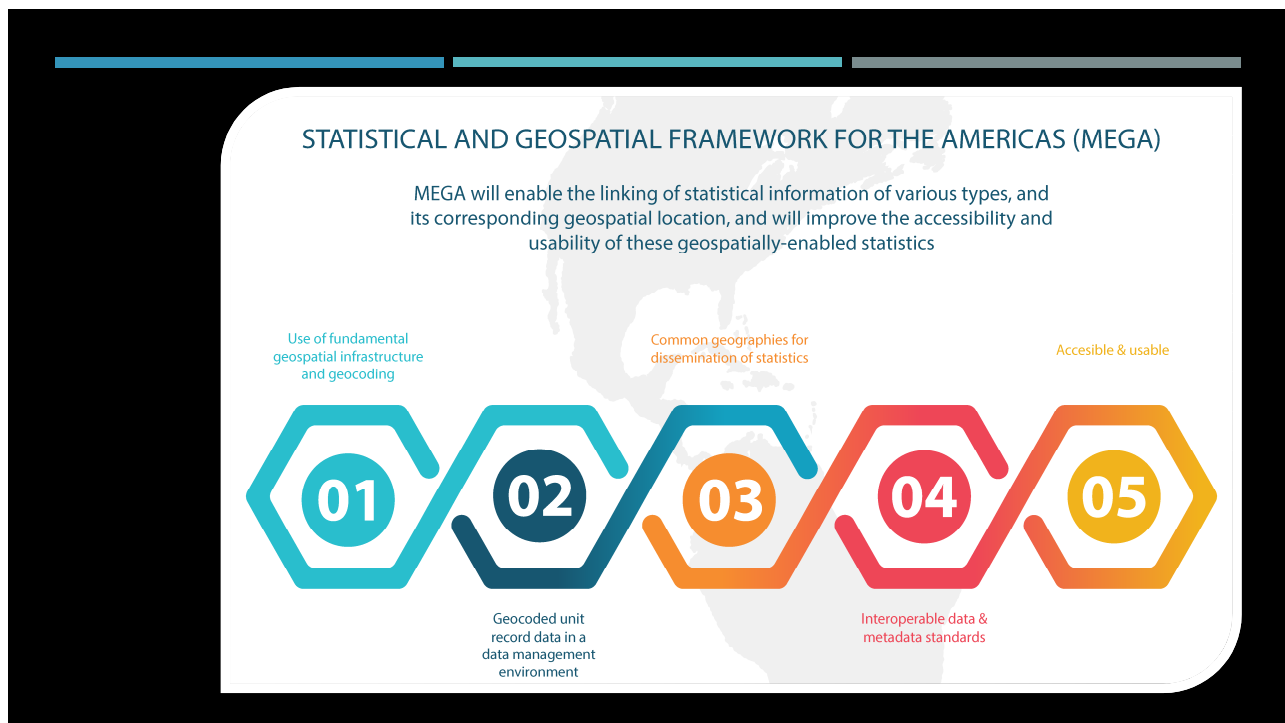 STATISTICAL AND GEOSPATIAL FRAMEWORK FOR THE AMERICAS (MEGA)
MEGA will enable the linking of statistical information of various types, and
its corresponding geospatial location, and will improve the accessibility and
usability of these geospatially-enabled statistics
Use of fundamental
geospatial infrastructure
and geocoding
Common geographies for
dissemination of statistics
Accesible & usable
01
02
03
04
05
Geocoded unit
record data in a
data management
environment
Interoperable data &
metadata standards